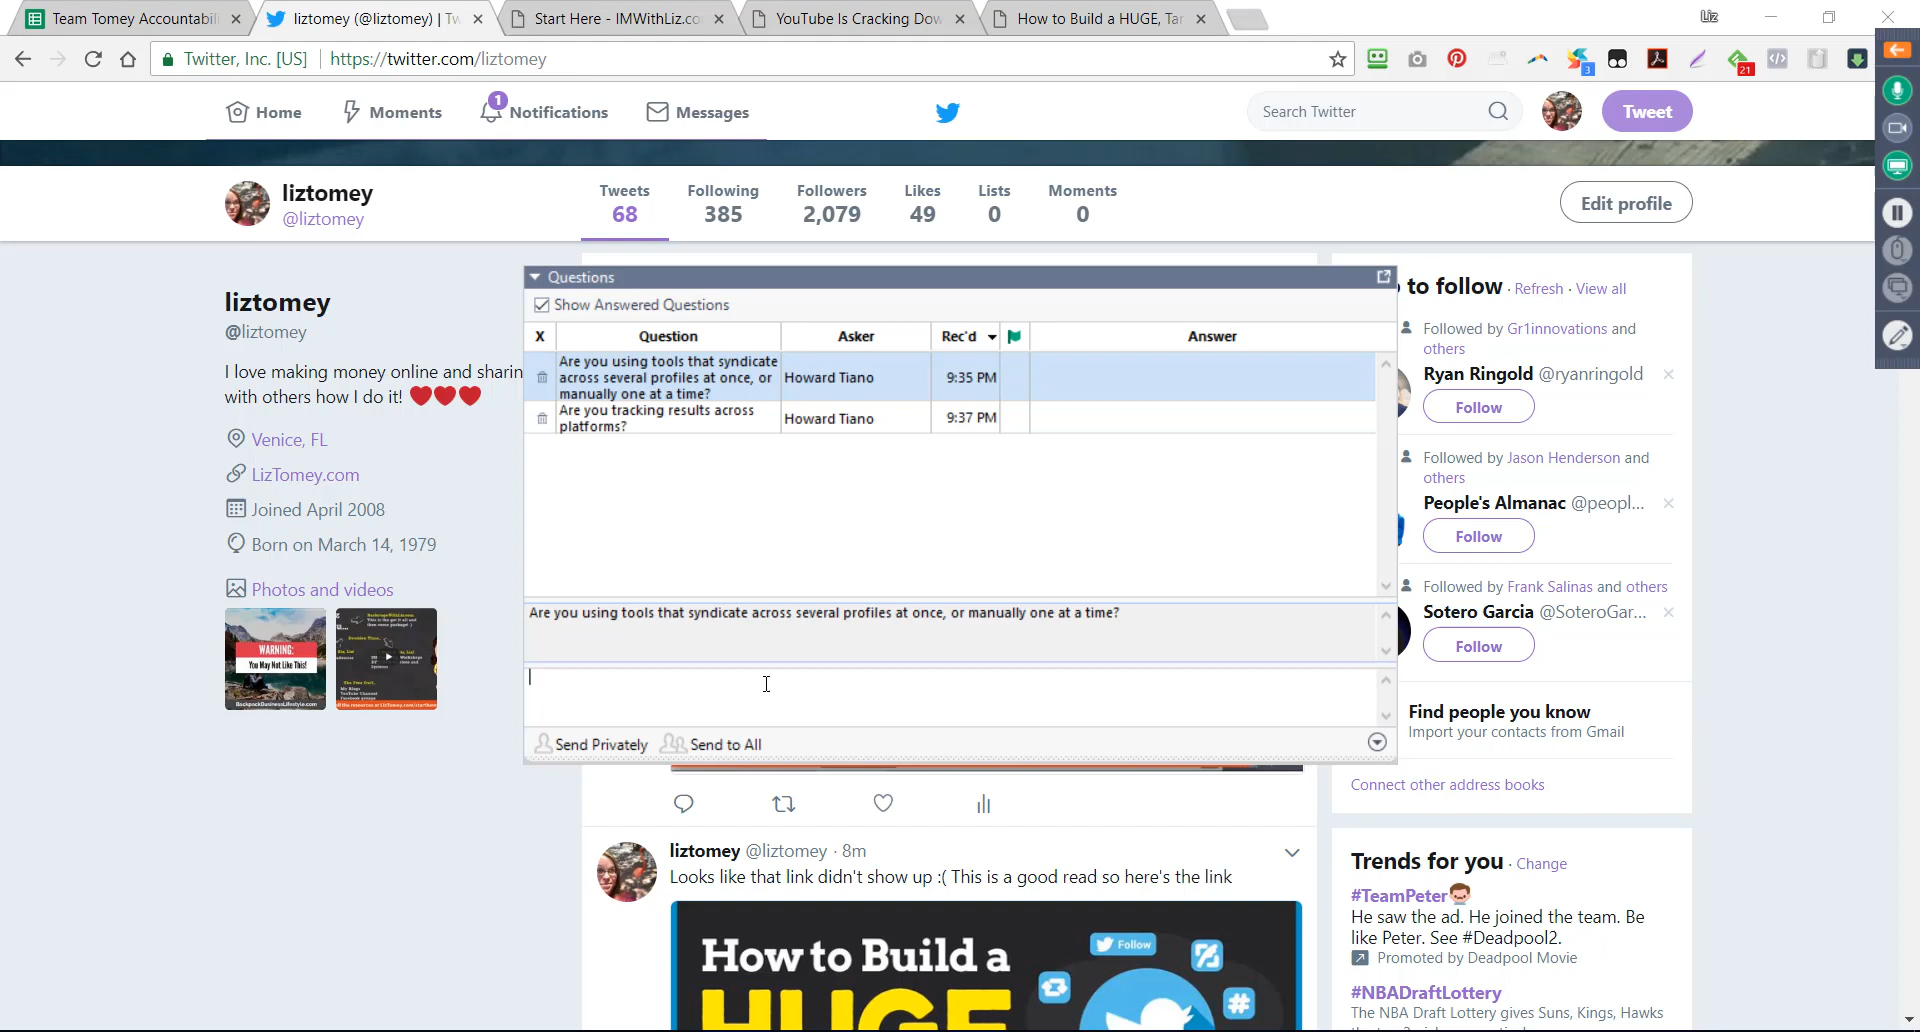 Team Tomey Accountabil
liztomey (@liztomey) | Tw
Start Here - IMWithLiz.co
YouTube Is Cracking Dow
How to Build a HUGE, Tar
Liz
Twitter, Inc. [US]
https://twitter.com/liztomey
3
21
Home
Moments
1
Notifications
Messages
Search Twitter
Tweet
liztomey
@liztomey
Tweets
68
Following
385
Followers
2,079
Likes
49
Lists
0
Moments
0
Edit profile
liztomey
@liztomey
I love making money online and sharin
with others how I do it! ❤❤❤
Venice, FL
LizTomey.com
Joined April 2008
Born on March 14, 1979
Photos and videos
WARNING:
You May Not Like This!
BackpackBusinessLifestyle.com
Questions
Show Answered Questions
X
Question
Asker
Rec'd
Answer
Are you using tools that syndicate
across several profiles at once, or
manually one at a time?
Howard Tiano
9:35 PM
Are you tracking results across
platforms?
Howard Tiano
9:37 PM
Are you using tools that syndicate across several profiles at once, or manually one at a time?
Send Privately
Send to All
liztomey @liztomey · 8m
Looks like that link didn't show up :( This is a good read so here's the link
How to Build a
HUGE
Follow
#
to follow · Refresh · View all
Followed by Gr1innovations and
others
Ryan Ringold @ryanringold
Follow
Followed by Jason Henderson and
others
People's Almanac @peopl...
Follow
Followed by Frank Salinas and others
Sotero Garcia @SoteroGar...
Follow
Find people you know
Import your contacts from Gmail
Connect other address books
Trends for you · Change
#TeamPeter
He saw the ad. He joined the team. Be
like Peter. See #Deadpool2.
Promoted by Deadpool Movie
#NBADraftLottery
The NBA Draft Lottery gives Suns, Kings, Hawks